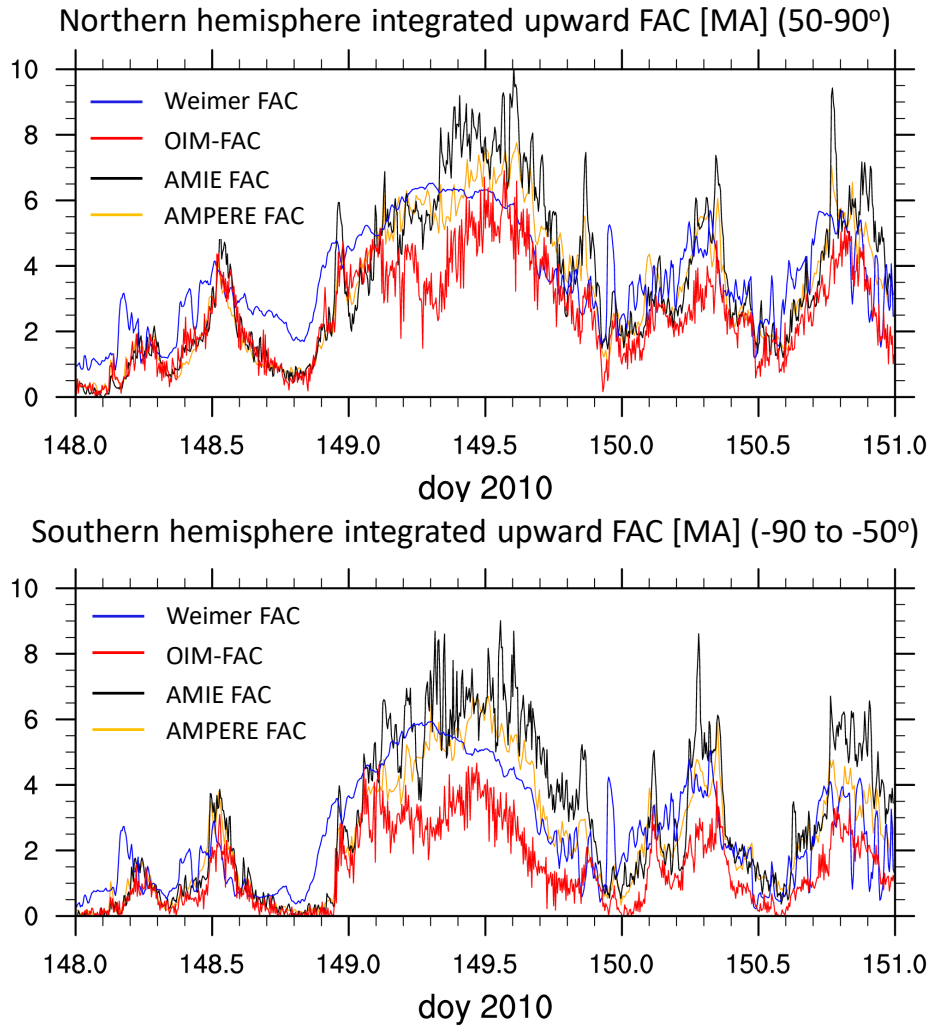 Northern hemisphere integrated upward FAC [MA] (50-90º)
10
Weimer FAC
8
OIM-FAC
AMIE FAC
6
AMPERE FAC
4
2
0
148.0 148.5 149.0 149.5 150.0 150.5 151.0
doy 2010
Southern hemisphere integrated upward FAC [MA] (-90 to -50º)
10
Weimer FAC
8
OIM-FAC
AMIE FAC
6
AMPERE FAC
4
2
0
148.0 148.5 149.0 149.5 150.0 150.5 151.0
doy 2010